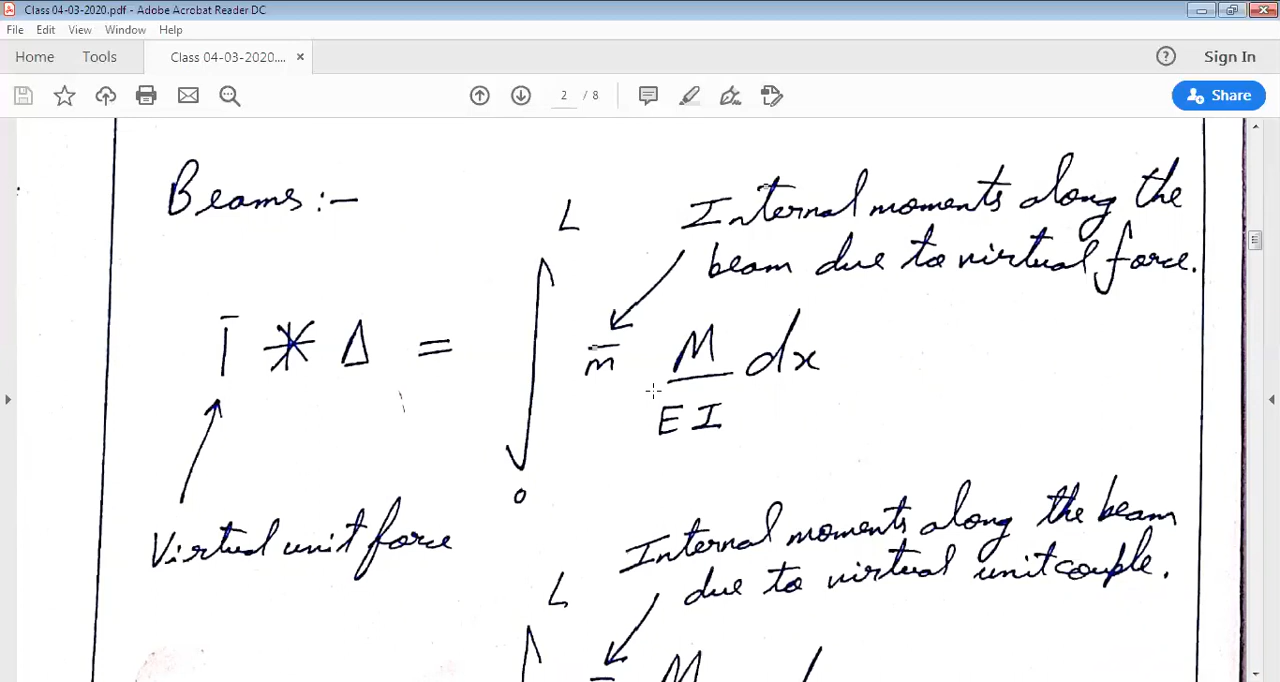 Class 04-03-2020.pdf - Adobe Acrobat Reader DC
File Edit View Window Help
Home Tools Class 04-03-2020.... × Sign In
2 / 8 Share
Beams :-
Internal moments along the
beam due to virtual force.
L
1̄ * Δ = ∫ m̄ M/EI dx
0
Virtual unit force
Internal moments along the beam
due to virtual unit couple.
L
m̄ M d